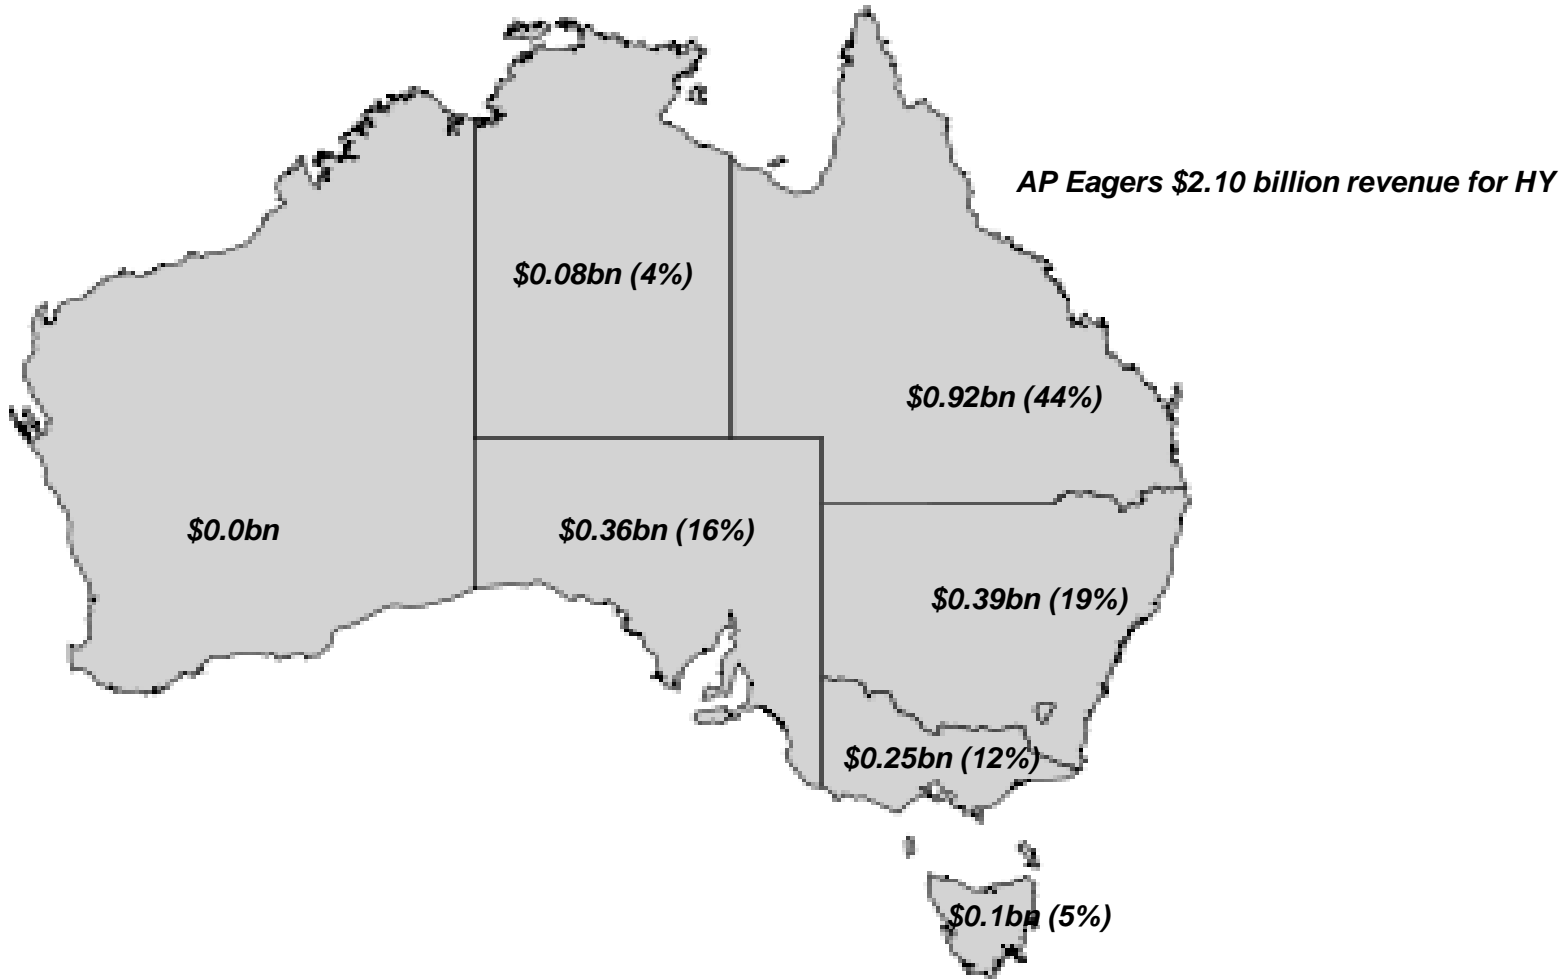 AP Eagers $2.10 billion revenue for HY
$0.08bn (4%)
$0.92bn (44%)
$0.0bn
$0.36bn (16%)
$0.39bn (19%)
$0.25bn (12%)
$0.1bn (5%)